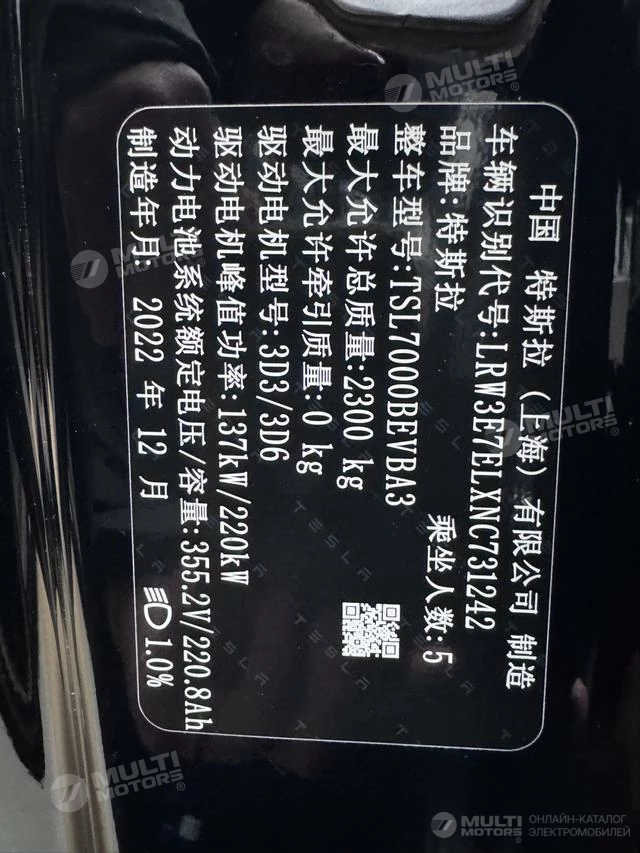 中国 特斯拉 (上海) 有限公司 制造
车辆识别代号:LRW3E7ELXNC731242
品牌:特斯拉 乘坐人数:5
整车型号:TSL7000BEVBA3
最大允许总质量:2300 kg
最大允许牵引质量:0 kg
驱动电机型号:3D3/3D6
驱动电机峰值功率:137kW/220kW
动力电池系统额定电压/容量:355.2V/220.8Ah
制造年月: 2022 年 12 月 1.0%
TESLA
MULTI MOTORS®
MULTI MOTORS®
MULTI MOTORS®
MULTI MOTORS®
ОНЛАЙН-КАТАЛОГ
ЭЛЕКТРОМОБИЛЕЙ